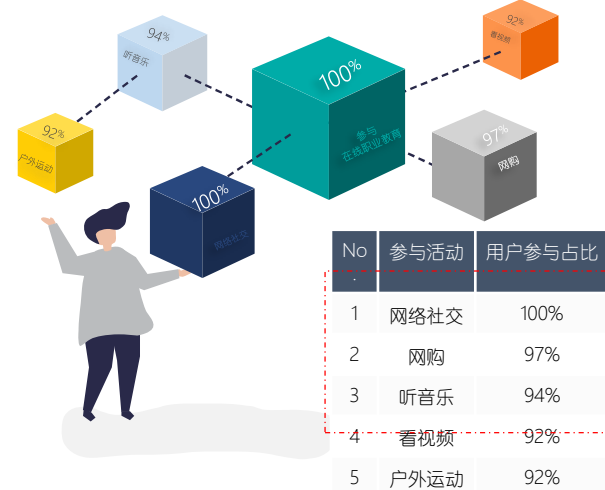 92%
看视频
94%
听音乐
100%
参与
在线职业教育
92%
户外运动
97%
网购
100%
网络社交
No
.
参与活动
用户参与占比
1 网络社交 100%
2 网购 97%
3 听音乐 94%
4 看视频 92%
5 户外运动 92%